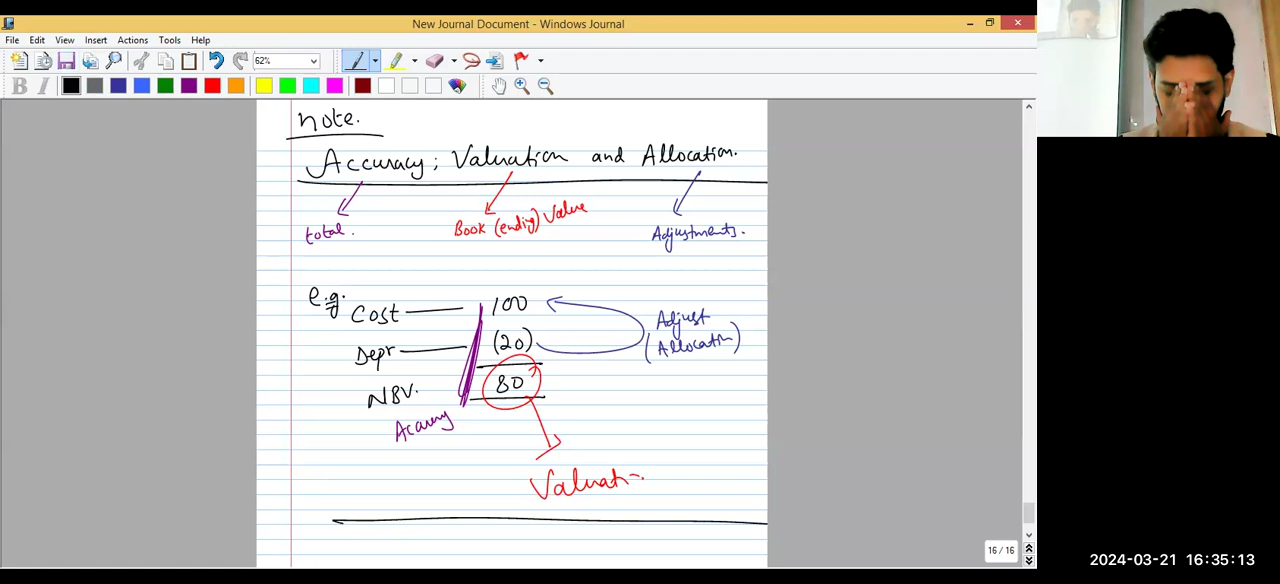 New Journal Document - Windows Journal
File Edit View Insert Actions Tools Help
62%
B I
note.
Accuracy; Valuation and Allocation.
total.
Book (ending) Value
Adjustments.
e.g.
Cost 100
Depr (20)
NBV. 80
Adjust
(Allocation)
Accuracy
Valuation
16 / 16
2024-03-21 16:35:13